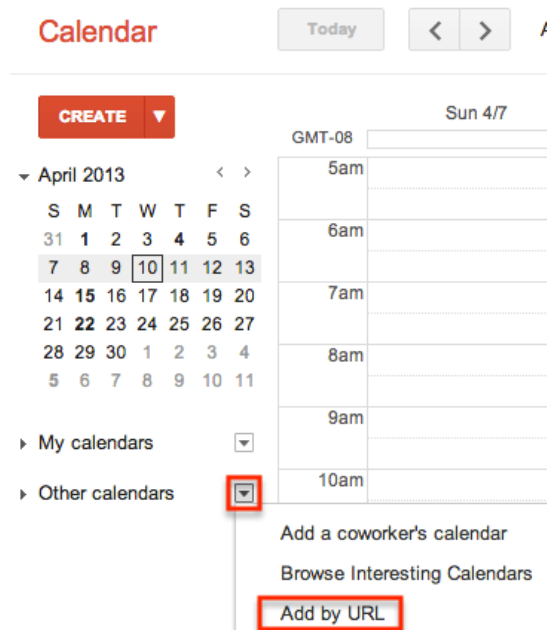 Calendar
Today < >
CREATE
Sun 4/7
GMT-08
April 2013 < >
S M T W T F S
31 1 2 3 4 5 6
7 8 9 10 11 12 13
14 15 16 17 18 19 20
21 22 23 24 25 26 27
28 29 30 1 2 3 4
5 6 7 8 9 10 11
My calendars
Other calendars
5am
6am
7am
8am
9am
10am
Add a coworker's calendar
Browse Interesting Calendars
Add by URL